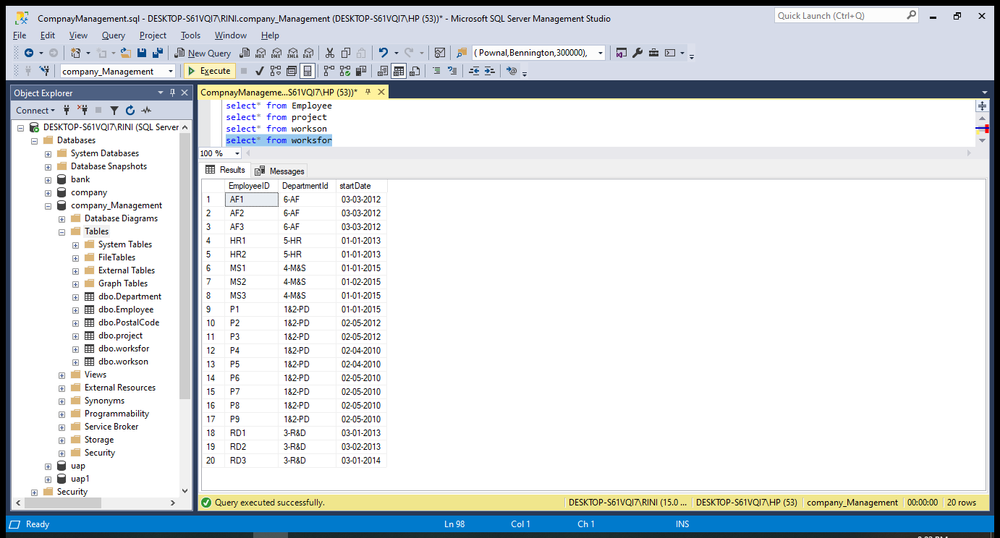 CompnayManagement.sql - DESKTOP-S61VQI7\RINI.company_Management (DESKTOP-S61VQI7\HP (53))* - Microsoft SQL Server Management Studio
Quick Launch (Ctrl+Q)
File Edit View Query Project Tools Window Help
New Query MDX DMX XMLA DAX ( Pownal,Bennington,300000),
company_Management Execute
Object Explorer
Connect
DESKTOP-S61VQI7\RINI (SQL Server
Databases
System Databases
Database Snapshots
bank
company
company_Management
Database Diagrams
Tables
System Tables
FileTables
External Tables
Graph Tables
dbo.Department
dbo.Employee
dbo.PostalCode
dbo.project
dbo.worksfor
dbo.workson
Views
External Resources
Synonyms
Programmability
Service Broker
Storage
Security
uap
uap1
Security
CompnayManageme...S61VQI7\HP (53))*
select* from Employee
select* from project
select* from workson
select* from worksfor
100 %
Results Messages
EmployeeID DepartmentId startDate
1 AF1 6-AF 03-03-2012
2 AF2 6-AF 03-03-2012
3 AF3 6-AF 03-03-2012
4 HR1 5-HR 01-01-2013
5 HR2 5-HR 01-01-2013
6 MS1 4-M&S 01-01-2015
7 MS2 4-M&S 01-02-2015
8 MS3 4-M&S 01-01-2015
9 P1 1&2-PD 01-01-2015
10 P2 1&2-PD 02-05-2012
11 P3 1&2-PD 02-05-2012
12 P4 1&2-PD 02-04-2010
13 P5 1&2-PD 02-04-2010
14 P6 1&2-PD 02-05-2010
15 P7 1&2-PD 02-05-2010
16 P8 1&2-PD 02-05-2010
17 P9 1&2-PD 02-05-2010
18 RD1 3-R&D 03-01-2013
19 RD2 3-R&D 03-02-2013
20 RD3 3-R&D 03-01-2014
Query executed successfully. DESKTOP-S61VQI7\RINI (15.0 ... DESKTOP-S61VQI7\HP (53) company_Management 00:00:00 20 rows
Ready Ln 98 Col 1 Ch 1 INS